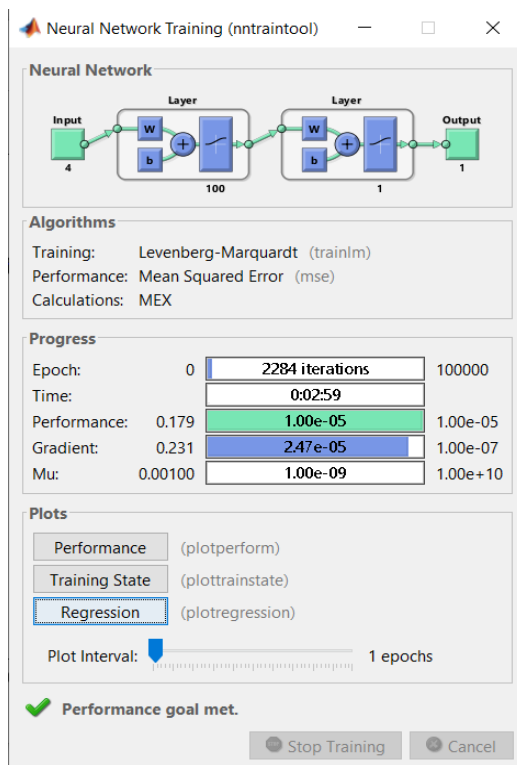 Neural Network Training (nntraintool)
Neural Network
Layer Layer
Input W W Output
b b
4 100 1 1
Algorithms
Training: Levenberg-Marquardt (trainlm)
Performance: Mean Squared Error (mse)
Calculations: MEX
Progress
Epoch: 0 2284 iterations 100000
Time: 0:02:59
Performance: 0.179 1.00e-05 1.00e-05
Gradient: 0.231 2.47e-05 1.00e-07
Mu: 0.00100 1.00e-09 1.00e+10
Plots
Performance (plotperform)
Training State (plottrainstate)
Regression (plotregression)
Plot Interval: 1 epochs
Performance goal met.
Stop Training Cancel